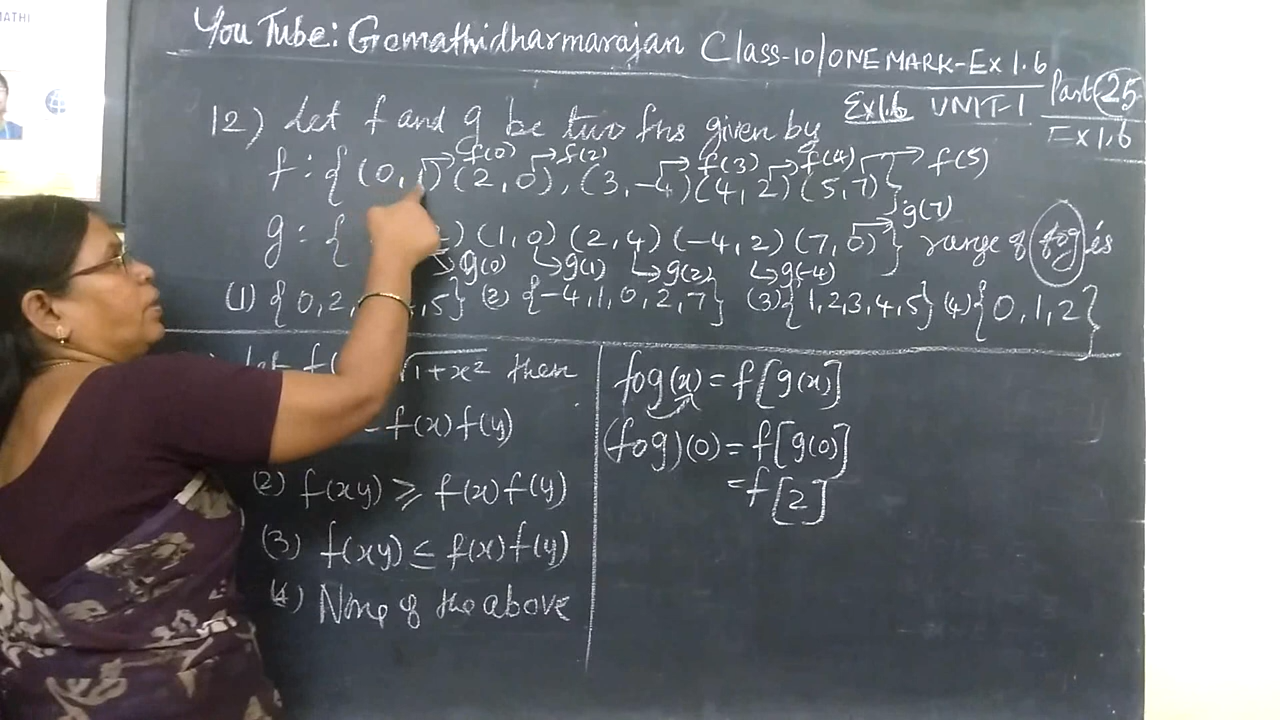 MATHI
You Tube: Gomathidharmarajan Class-10/ONE MARK-Ex 1.6
Ex1.6 UNIT-1 Part-25
Ex1.6
12) Let f and g be two fns given by
→f(0) →f(2) →f(3) →f(4) →f(5)
f:{(0,1)(2,0),(3,-4)(4,2)(5,7)}
→g(7)
g:{ 2)(1,0)(2,4)(-4,2)(7,0)} range of fog is
↳g(0) ↳g(1) ↳g(2) ↳g(-4)
(1){0,2, ,5} (2){-4,1,0,2,7} (3){1,2,3,4,5} (4){0,1,2}
let f( √1+x² then
= f(x)f(y)
(2) f(xy) ≥ f(x)f(y)
(3) f(xy) ≤ f(x)f(y)
(4) None of the above
fog(x) = f[g(x)]
(fog)(0) = f[g(0)]
= f[2]